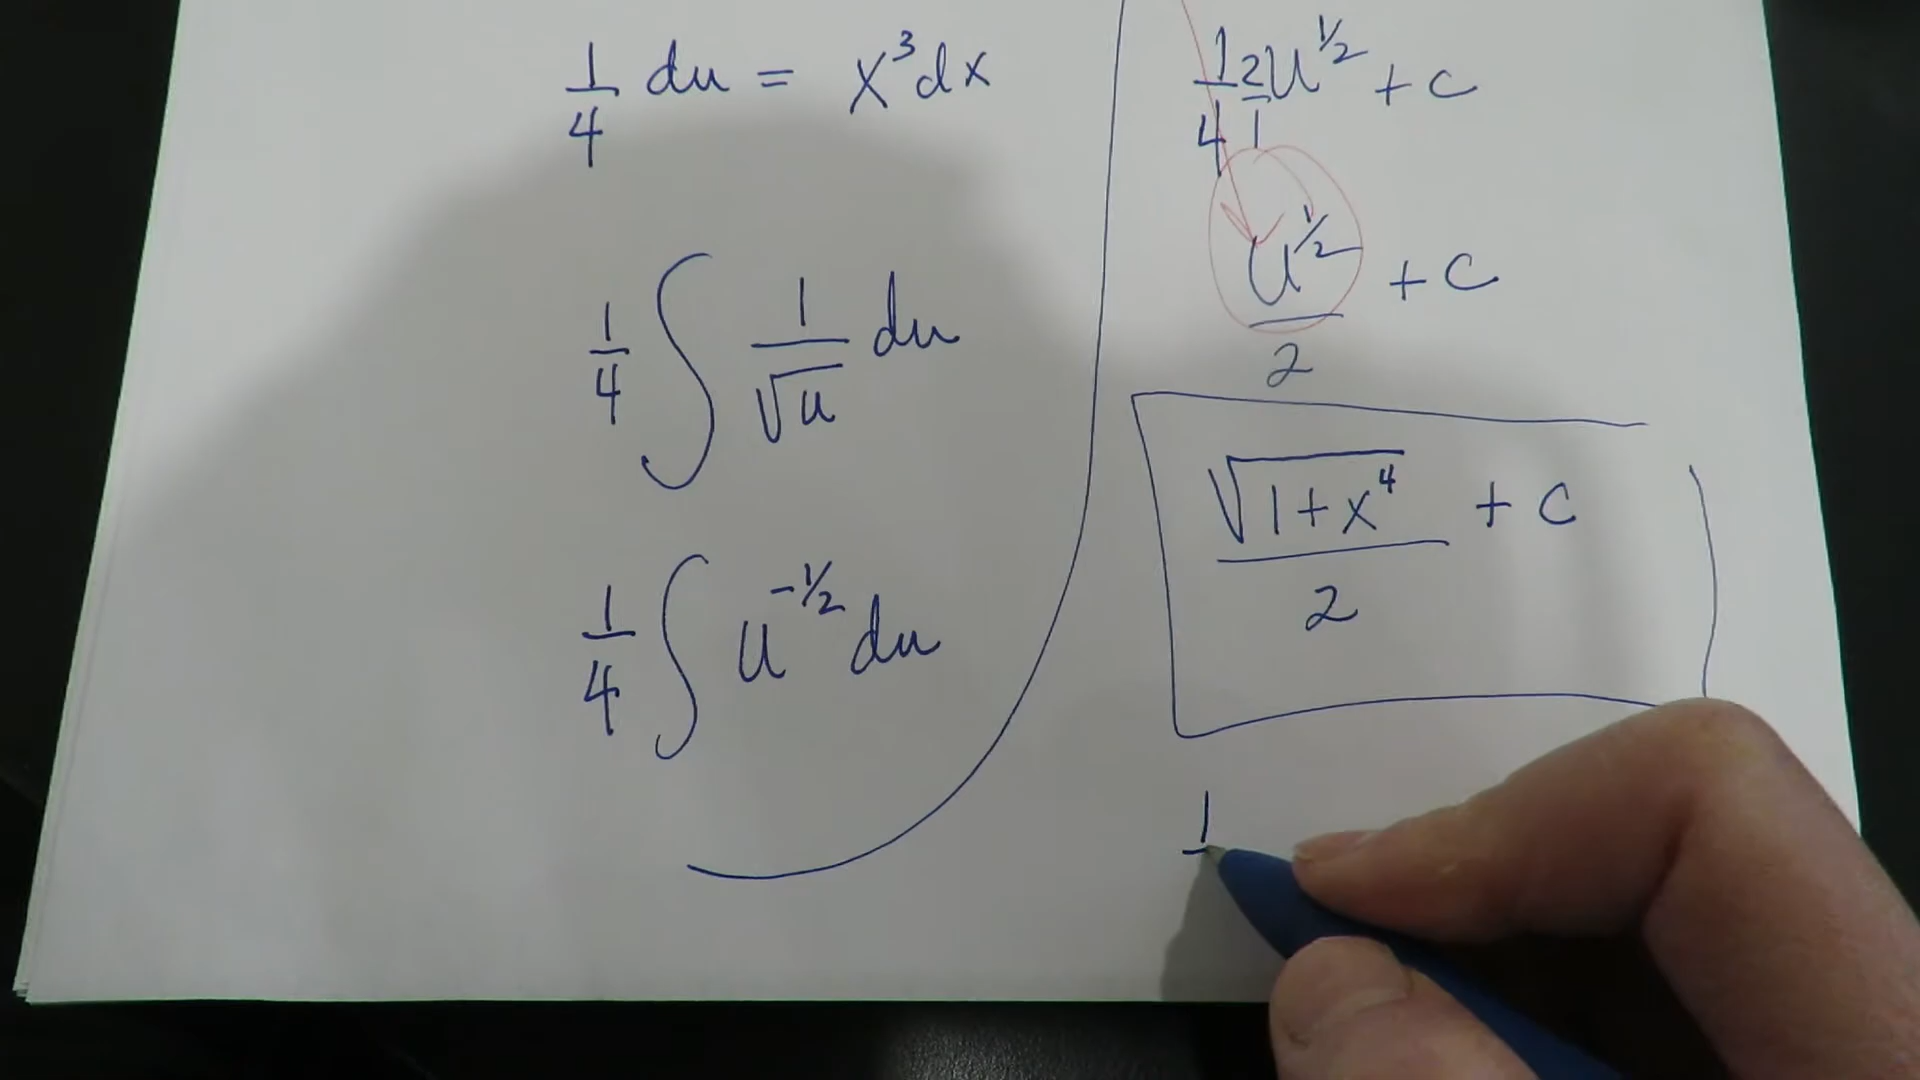 1/4 du = x³dx
1/4 ∫ 1/√u du
1/4 ∫ u^(-1/2) du
1/4 2/1 u^(1/2) + c
u^(1/2)/2 + c
√(1+x⁴)/2 + c
1